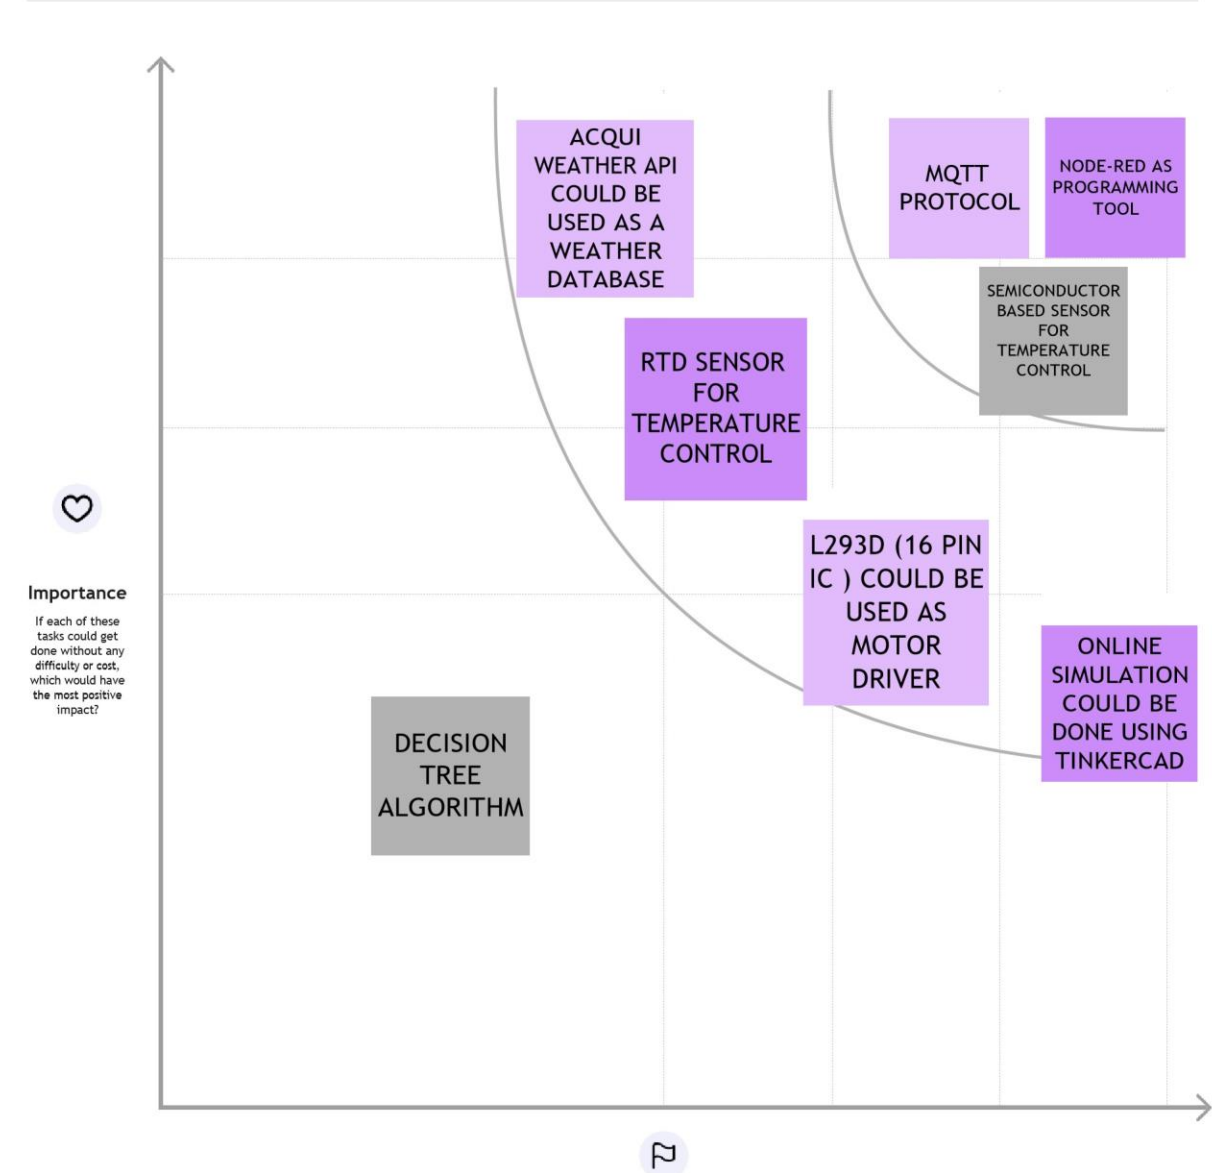 ACQUI
WEATHER API
COULD BE
USED AS A
WEATHER
DATABASE
MQTT
PROTOCOL
NODE-RED AS
PROGRAMMING
TOOL
SEMICONDUCTOR
BASED SENSOR
FOR
TEMPERATURE
CONTROL
RTD SENSOR
FOR
TEMPERATURE
CONTROL
L293D (16 PIN
IC ) COULD BE
USED AS
MOTOR
DRIVER
ONLINE
SIMULATION
COULD BE
DONE USING
TINKERCAD
DECISION
TREE
ALGORITHM
Importance
If each of these
tasks could get
done without any
difficulty or cost,
which would have
the most positive
impact?